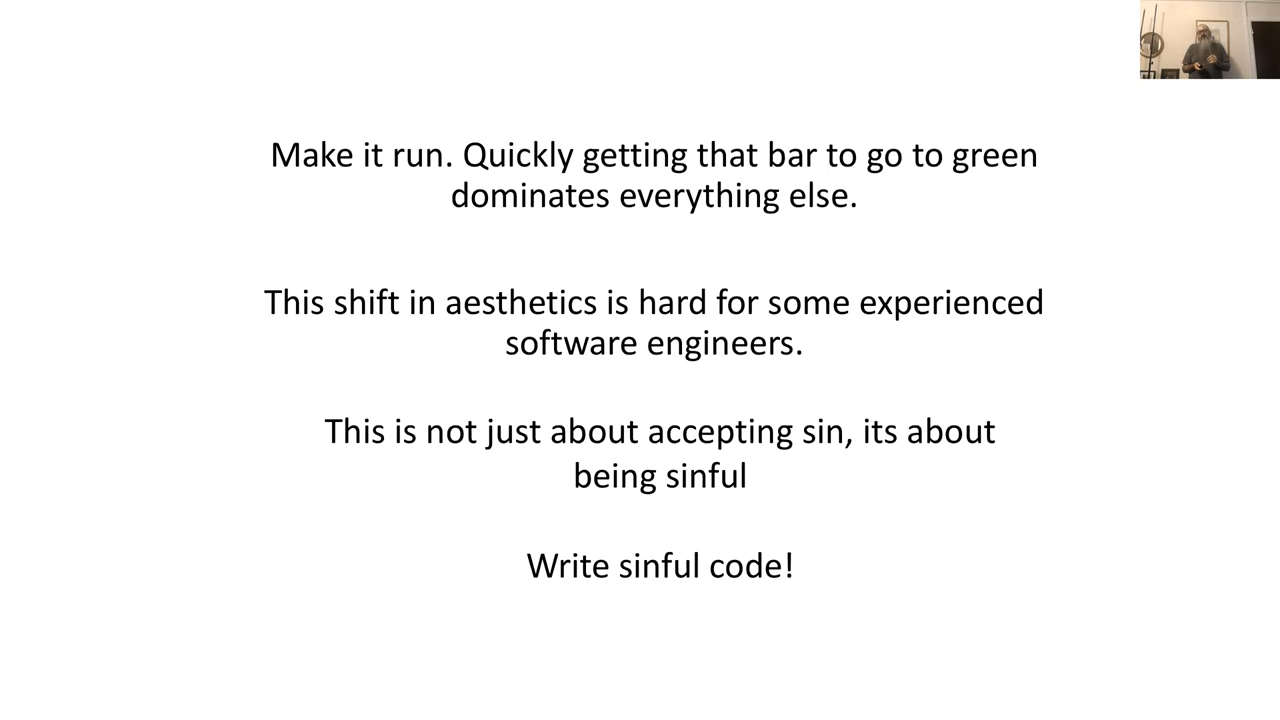 Make it run. Quickly getting that bar to go to green
dominates everything else.
This shift in aesthetics is hard for some experienced
software engineers.
This is not just about accepting sin, its about
being sinful
Write sinful code!